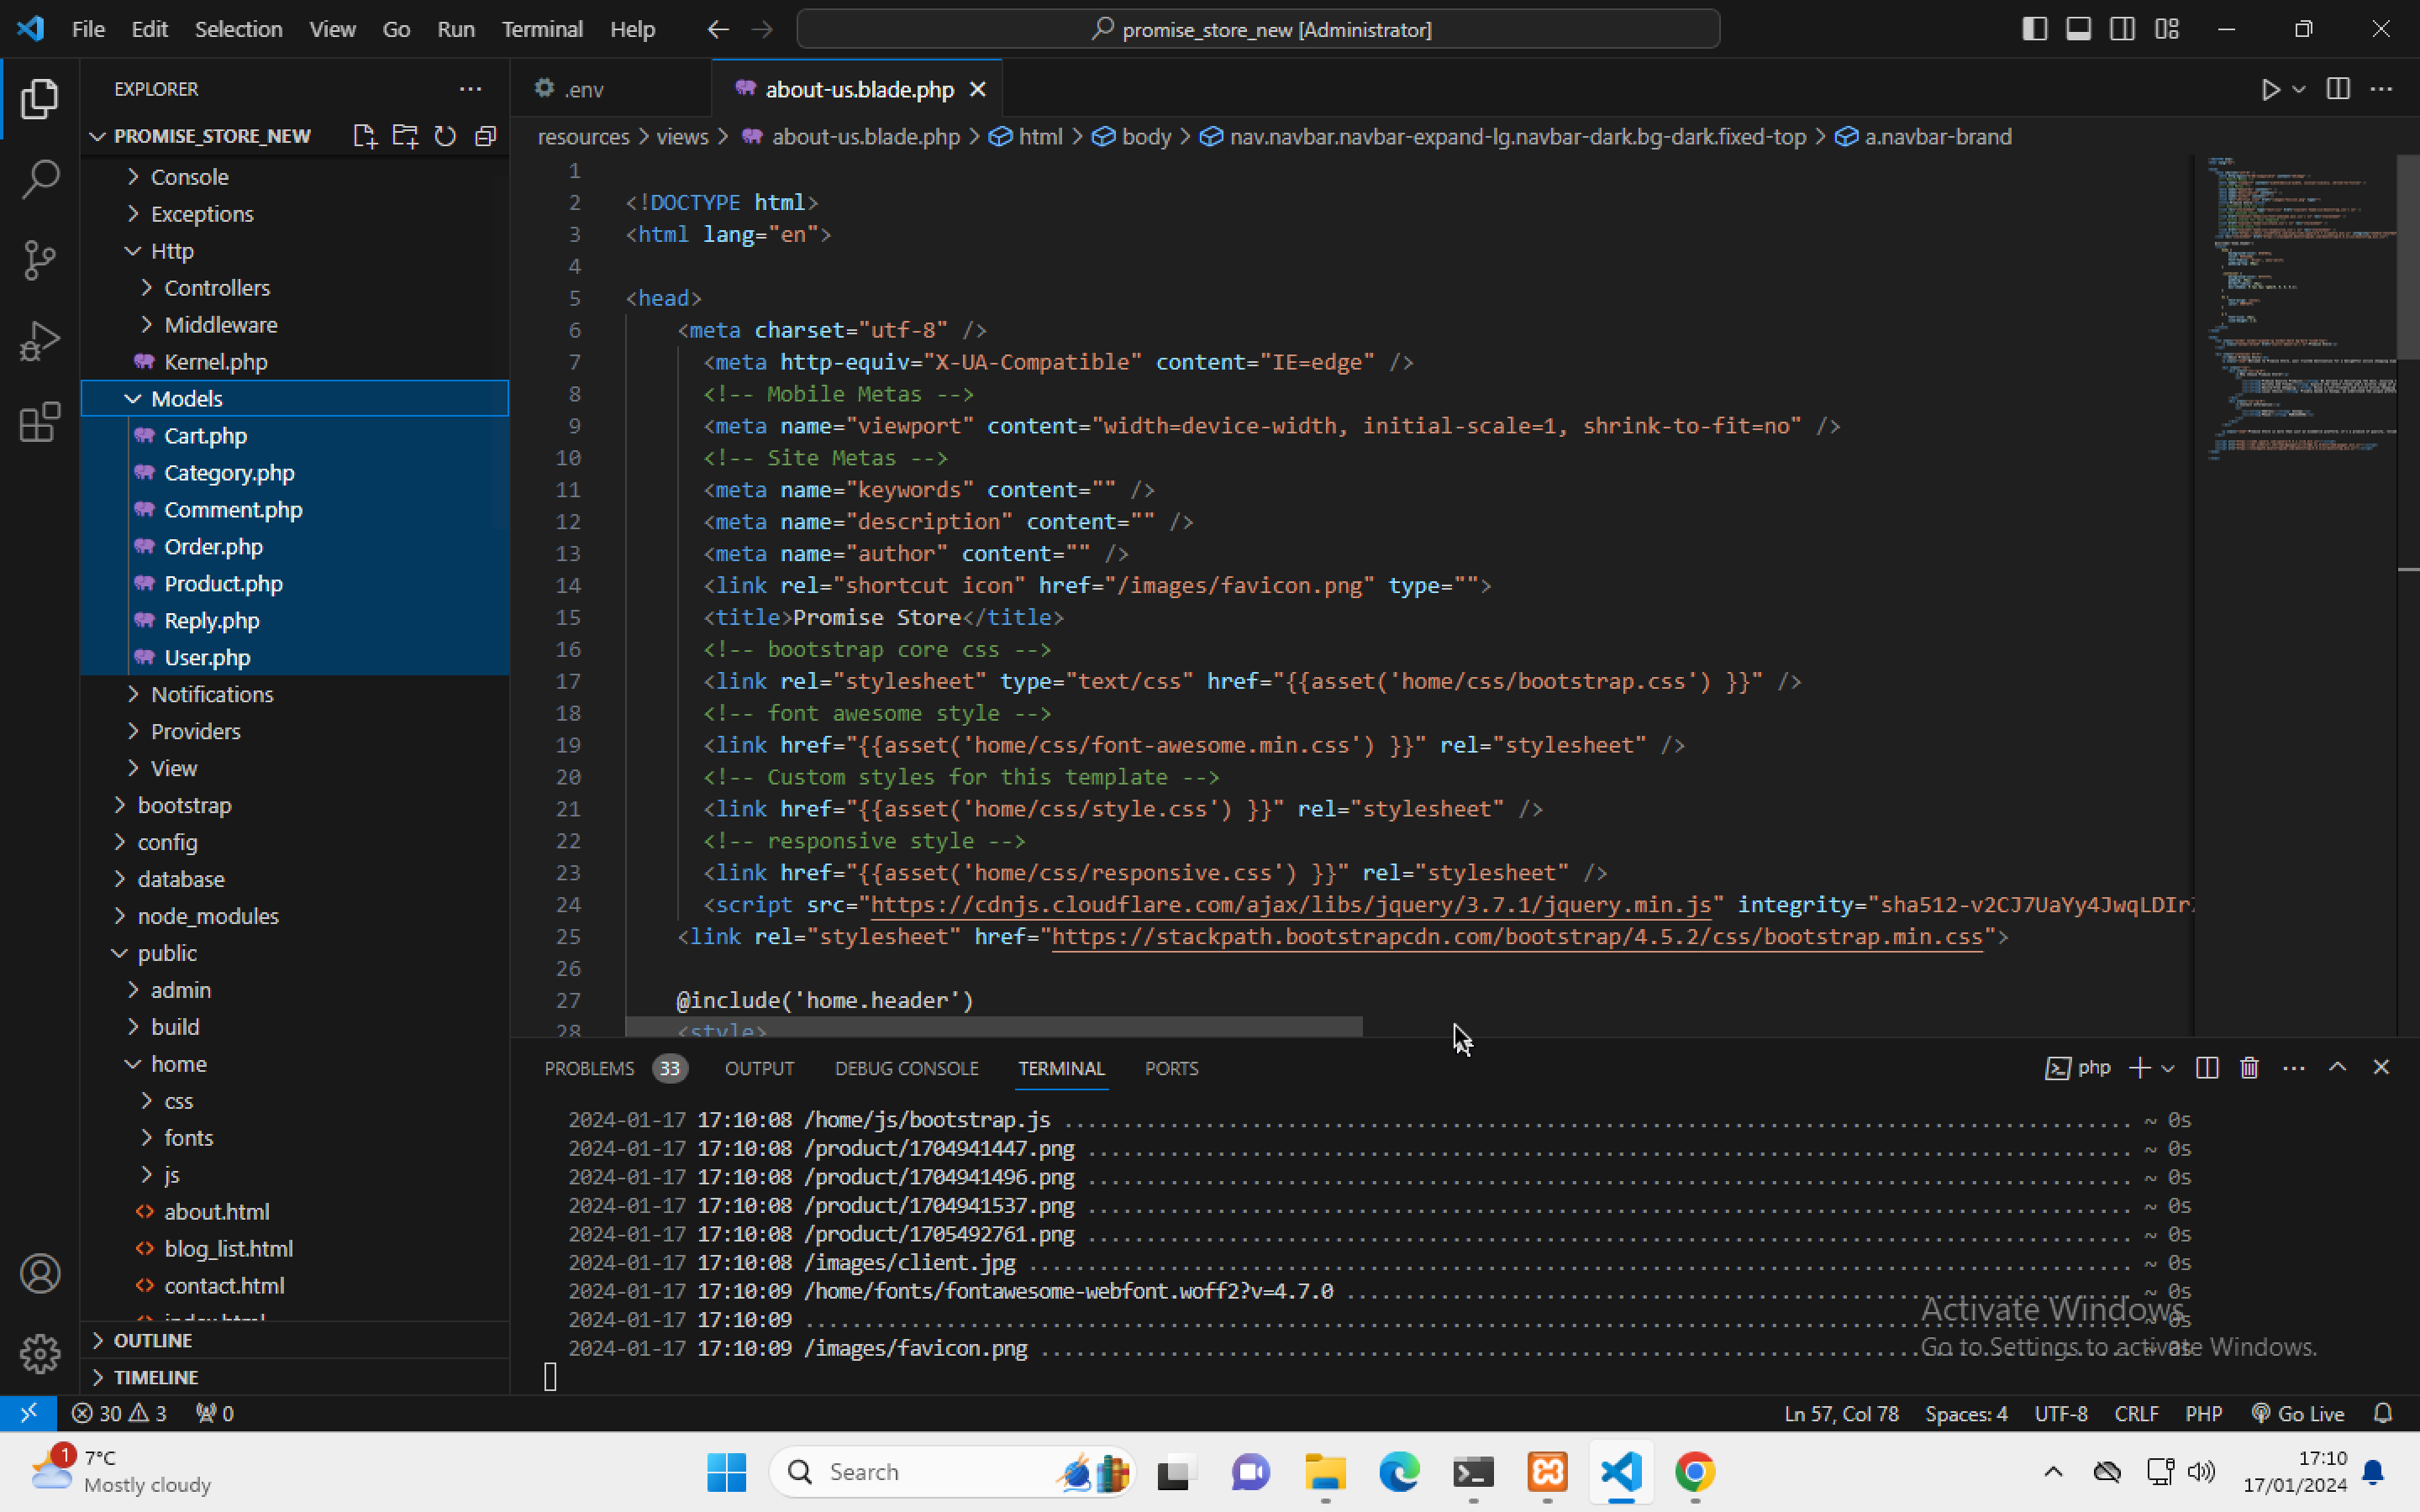 File Edit Selection View Go Run Terminal Help promise_store_new [Administrator]
EXPLORER
PROMISE_STORE_NEW
Console
Exceptions
Http
Controllers
Middleware
Kernel.php
Models
Cart.php
Category.php
Comment.php
Order.php
Product.php
Reply.php
User.php
Notifications
Providers
View
bootstrap
config
database
node_modules
public
admin
build
home
css
fonts
js
about.html
blog_list.html
contact.html
index.html
OUTLINE
TIMELINE
.env about-us.blade.php
resources > views > about-us.blade.php > html > body > nav.navbar.navbar-expand-lg.navbar-dark.bg-dark.fixed-top > a.navbar-brand
1
2 <!DOCTYPE html>
3 <html lang="en">
4
5 <head>
6 <meta charset="utf-8" />
7 <meta http-equiv="X-UA-Compatible" content="IE=edge" />
8 <!-- Mobile Metas -->
9 <meta name="viewport" content="width=device-width, initial-scale=1, shrink-to-fit=no" />
10 <!-- Site Metas -->
11 <meta name="keywords" content="" />
12 <meta name="description" content="" />
13 <meta name="author" content="" />
14 <link rel="shortcut icon" href="/images/favicon.png" type="">
15 <title>Promise Store</title>
16 <!-- bootstrap core css -->
17 <link rel="stylesheet" type="text/css" href="{{asset('home/css/bootstrap.css') }}" />
18 <!-- font awesome style -->
19 <link href="{{asset('home/css/font-awesome.min.css') }}" rel="stylesheet" />
20 <!-- Custom styles for this template -->
21 <link href="{{asset('home/css/style.css') }}" rel="stylesheet" />
22 <!-- responsive style -->
23 <link href="{{asset('home/css/responsive.css') }}" rel="stylesheet" />
24 <script src="https://cdnjs.cloudflare.com/ajax/libs/jquery/3.7.1/jquery.min.js" integrity="sha512-v2CJ7UaYy4JwqLDIr
25 <link rel="stylesheet" href="https://stackpath.bootstrapcdn.com/bootstrap/4.5.2/css/bootstrap.min.css">
26
27 @include('home.header')
28 <style>
PROBLEMS 33 OUTPUT DEBUG CONSOLE TERMINAL PORTS php
2024-01-17 17:10:08 /home/js/bootstrap.js ~ 0s
2024-01-17 17:10:08 /product/1704941447.png ~ 0s
2024-01-17 17:10:08 /product/1704941496.png ~ 0s
2024-01-17 17:10:08 /product/1704941537.png ~ 0s
2024-01-17 17:10:08 /product/1705492761.png ~ 0s
2024-01-17 17:10:08 /images/client.jpg ~ 0s
2024-01-17 17:10:09 /home/fonts/fontawesome-webfont.woff2?v=4.7.0 ~ 0s
2024-01-17 17:10:09 ~ 0s
2024-01-17 17:10:09 /images/favicon.png ~ 0s
Activate Windows
Go to Settings to activate Windows.
30 3 0 Ln 57, Col 78 Spaces: 4 UTF-8 CRLF PHP Go Live
1 7°C
Mostly cloudy
Search
17:10
17/01/2024